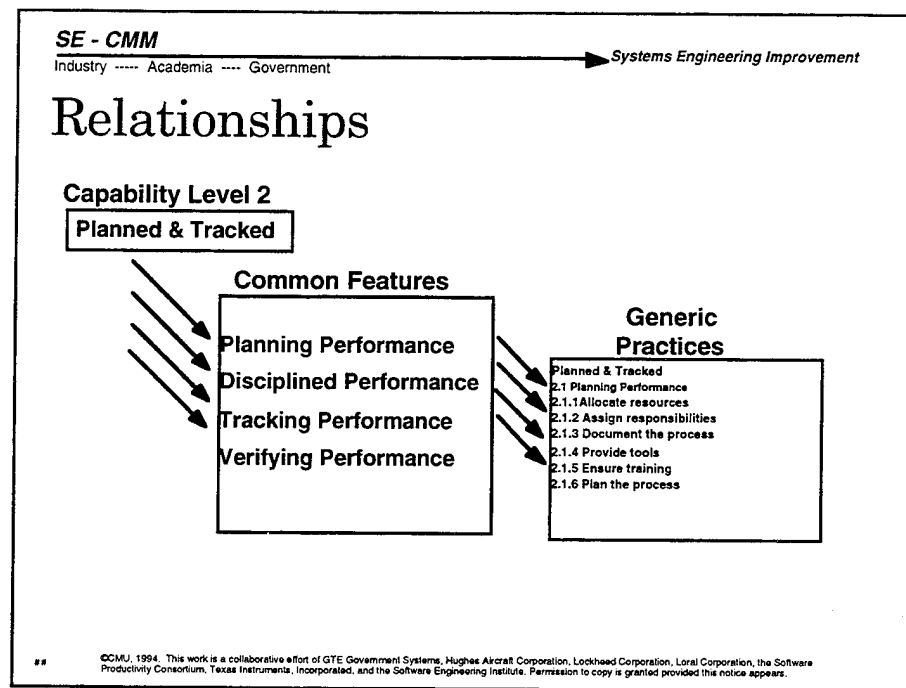 SE - CMM
Industry ----- Academia ---- Government
Systems Engineering Improvement
Relationships
Capability Level 2
Planned & Tracked
Common Features
Planning Performance
Disciplined Performance
Tracking Performance
Verifying Performance
Generic
Practices
Planned & Tracked
2.1 Planning Performance
2.1.1Allocate resources
2.1.2 Assign responsibilities
2.1.3 Document the process
2.1.4 Provide tools
2.1.5 Ensure training
2.1.6 Plan the process
##
©CMU, 1994. This work is a collaborative effort of GTE Government Systems, Hughes Aircraft Corporation, Lockheed Corporation, Loral Corporation, the Software
Productivity Consortium, Texas Instruments, Incorporated, and the Software Engineering Institute. Permission to copy is granted provided this notice appears.